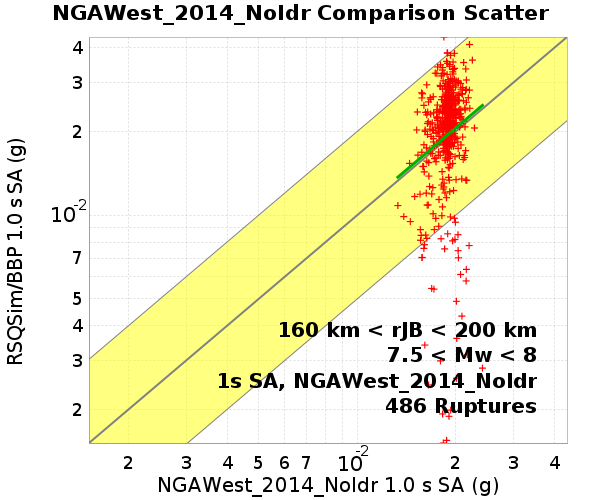 NGAWest_2014_NoIdr Comparison Scatter
RSQSim/BBP 1.0 s SA (g)
4
3
2
10-2
7
5
4
3
2
160 km < rJB < 200 km
7.5 < Mw < 8
1s SA, NGAWest_2014_NoIdr
486 Ruptures
2 3 4 5 6 7 10-2 2 3 4
NGAWest_2014_NoIdr 1.0 s SA (g)